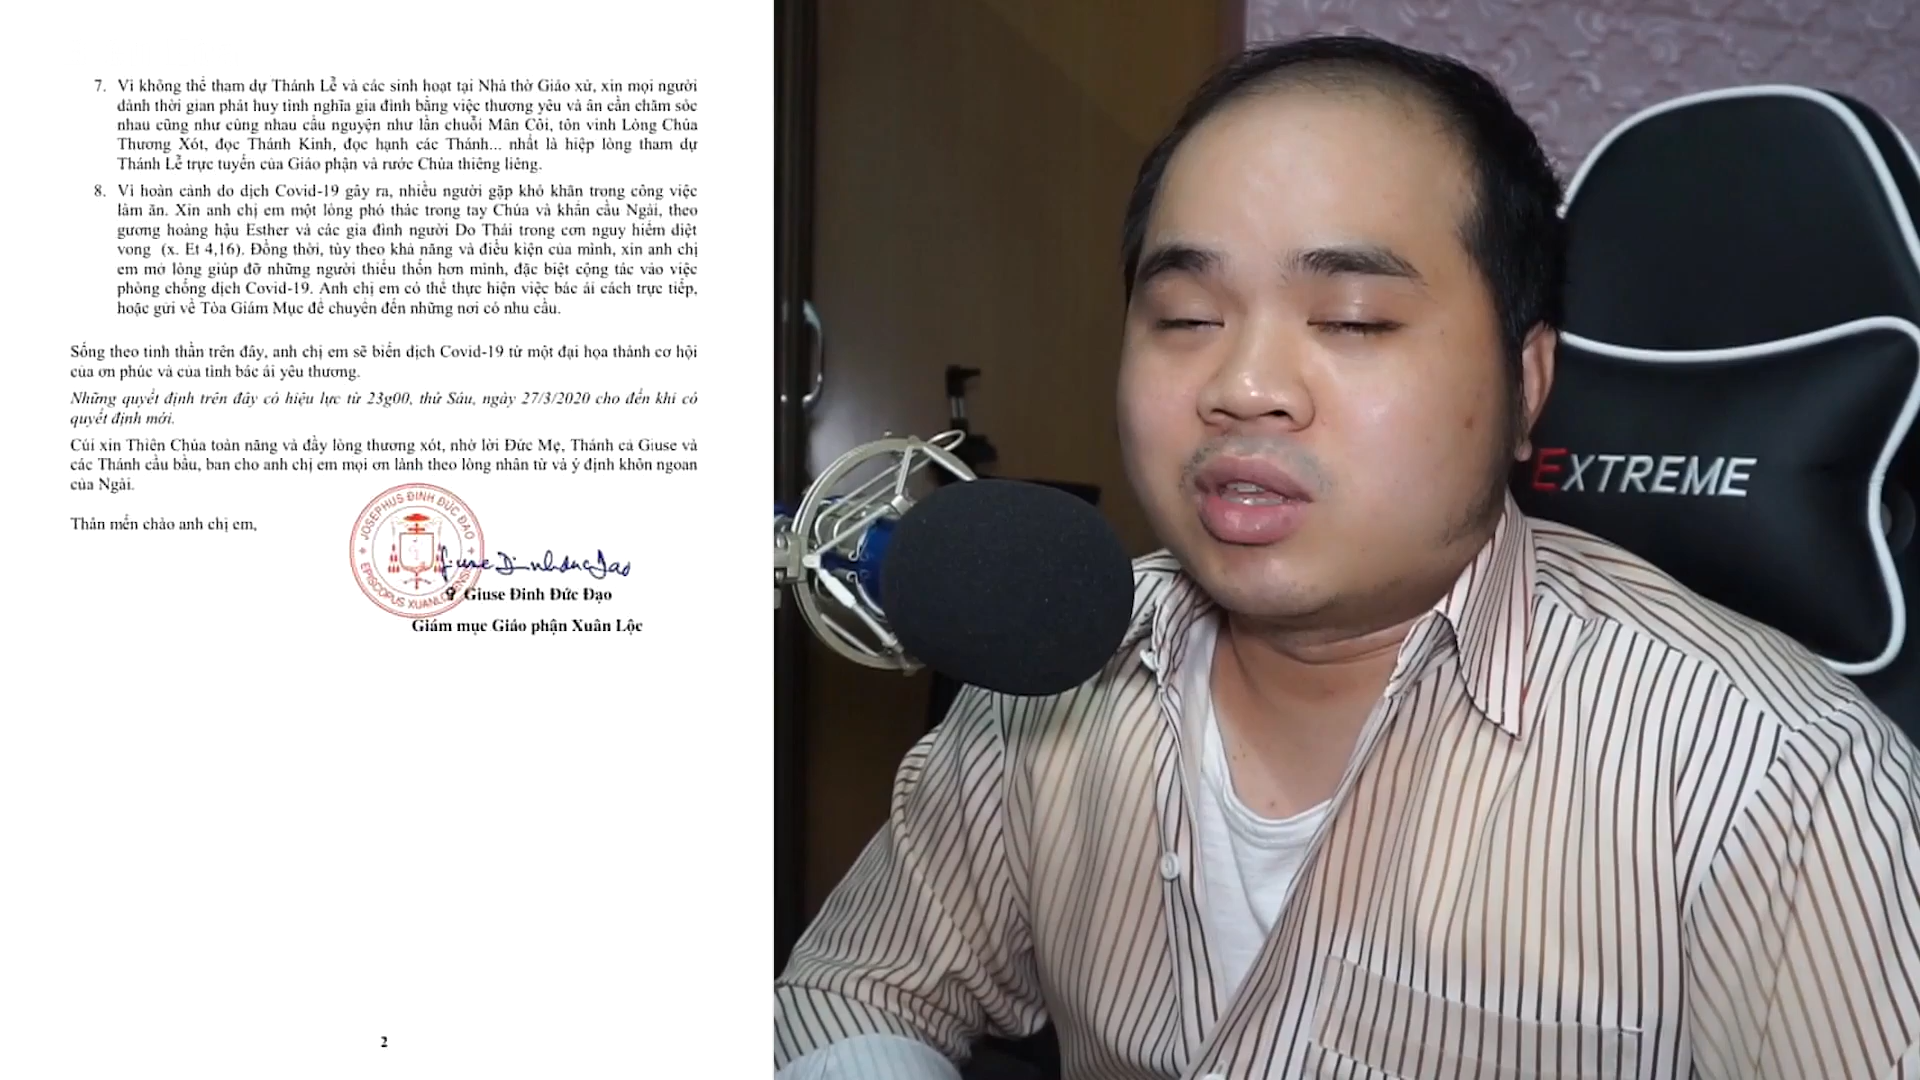 7. Vì không thể tham dự Thánh Lễ và các sinh hoạt tại Nhà thờ Giáo xứ, xin mọi người
dành thời gian phát huy tình nghĩa gia đình bằng việc thương yêu và ân cần chăm sóc
nhau cũng như cùng nhau cầu nguyện như lần chuỗi Mân Côi, tôn vinh Lòng Chúa
Thương Xót, đọc Thánh Kinh, đọc hạnh các Thánh... nhất là hiệp lòng tham dự
Thánh Lễ trực tuyến của Giáo phận và rước Chúa thiêng liêng.
8. Vì hoàn cảnh do dịch Covid-19 gây ra, nhiều người gặp khó khăn trong công việc
làm ăn. Xin anh chị em một lòng phó thác trong tay Chúa và khẩn cầu Ngài, theo
gương hoàng hậu Esther và các gia đình người Do Thái trong cơn nguy hiểm diệt
vong (x. Et 4,16). Đồng thời, tùy theo khả năng và điều kiện của mình, xin anh chị
em mở lòng giúp đỡ những người thiếu thốn hơn mình, đặc biệt cộng tác vào việc
phòng chống dịch Covid-19. Anh chị em có thể thực hiện việc bác ái cách trực tiếp,
hoặc gửi về Tòa Giám Mục để chuyển đến những nơi có nhu cầu.
Sống theo tinh thần trên đây, anh chị em sẽ biến dịch Covid-19 từ một đại họa thành cơ hội
của ơn phúc và của tình bác ái yêu thương.
Những quyết định trên đây có hiệu lực từ 23g00, thứ Sáu, ngày 27/3/2020 cho đến khi có
quyết định mới.
Cúi xin Thiên Chúa toàn năng và đầy lòng thương xót, nhờ lời Đức Mẹ, Thánh cả Giuse và
các Thánh cầu bầu, ban cho anh chị em mọi ơn lành theo lòng nhân từ và ý định khôn ngoan
của Ngài.
Thân mến chào anh chị em,
JOSEPHUS ĐINH ĐỨC ĐẠO
EPISCOPUS XUANLOCENSIS
Giuse Đinh Đức Đạo
Giuse Đinh Đức Đạo
Giám mục Giáo phận Xuân Lộc
2
EXTREME